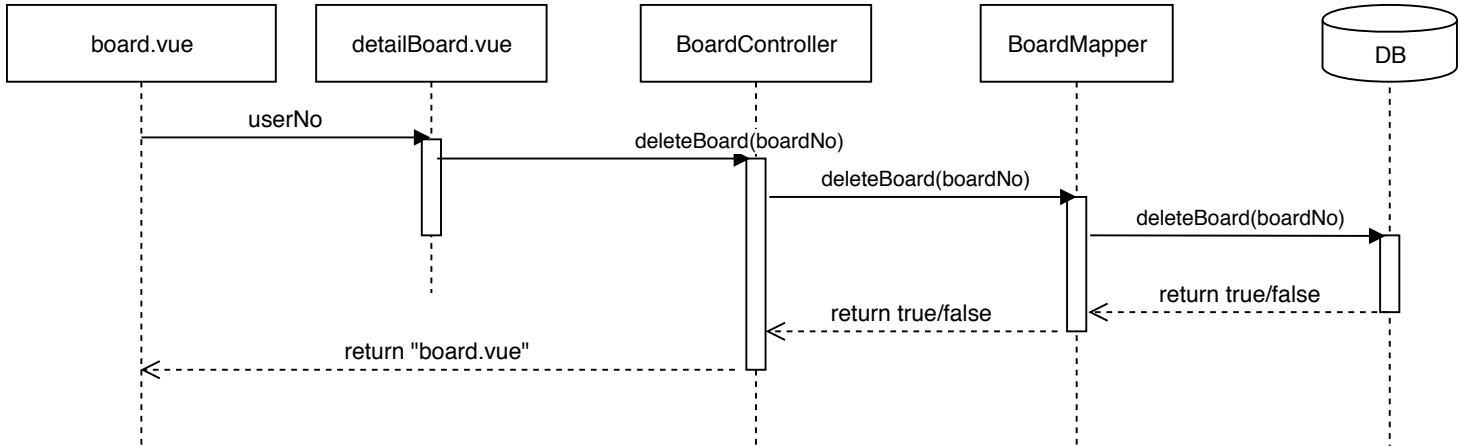 board.vue
detailBoard.vue
BoardController
BoardMapper
DB
userNo
deleteBoard(boardNo)
deleteBoard(boardNo)
deleteBoard(boardNo)
return true/false
return true/false
return "board.vue"